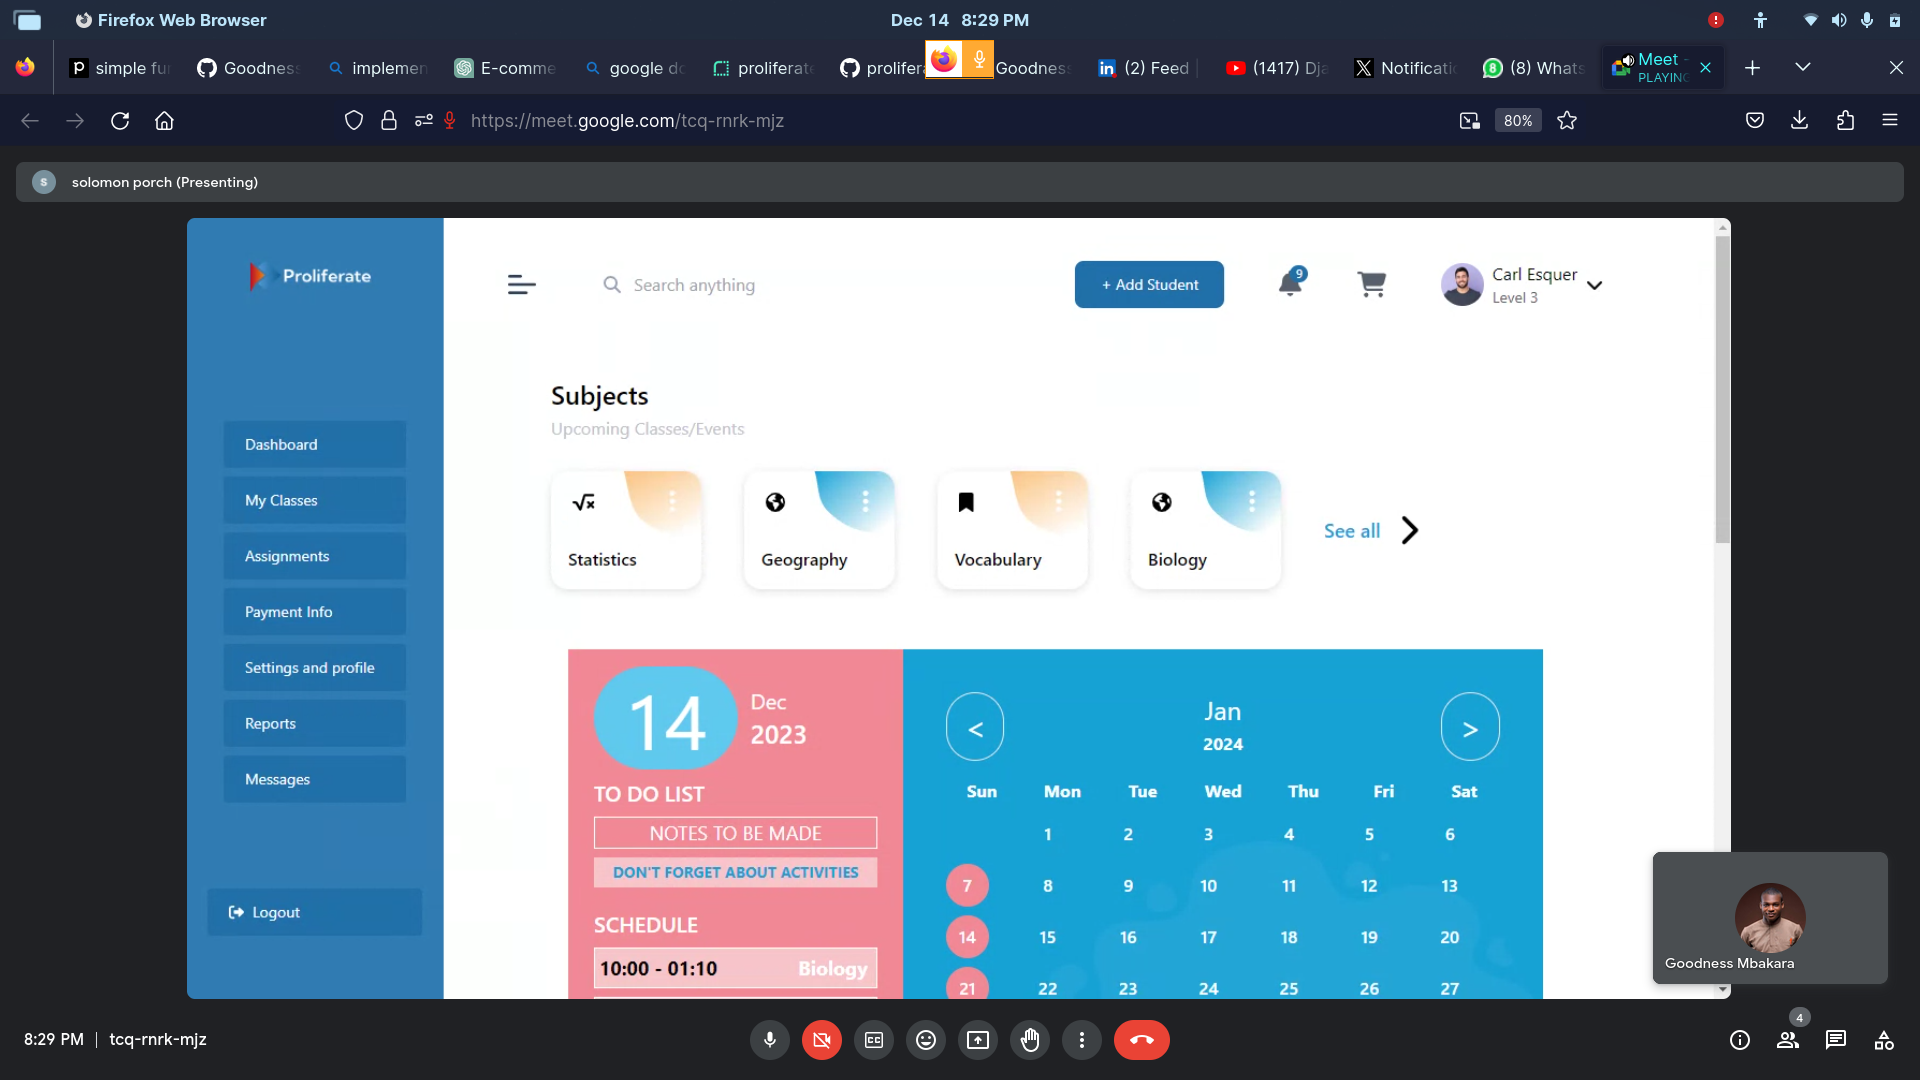 Firefox Web Browser
Dec 14 8:29 PM
simple
Goodness
implemen
E-comme
google
proliferate
prolifer
Goodness
(2) Feed
(1417)
Notificati
(8) Whats
Meet -
PLAYING
https://meet.google.com/tcq-rnrk-mjz
80%
s
solomon porch (Presenting)
Proliferate
Search anything
+ Add Student
9
Carl Esquer
Level 3
Subjects
Upcoming Classes/Events
Dashboard
My Classes
Assignments
Payment Info
Settings and profile
Reports
Messages
Logout
Statistics
Geography
Vocabulary
Biology
See all
14
Dec
2023
TO DO LIST
NOTES TO BE MADE
DON'T FORGET ABOUT ACTIVITIES
SCHEDULE
10:00 - 01:10 Biology
<
Jan
2024
>
Sun Mon Tue Wed Thu Fri Sat
1 2 3 4 5 6
7 8 9 10 11 12 13
14 15 16 17 18 19 20
21 22 23 24 25 26 27
Goodness Mbakara
8:29 PM | tcq-rnrk-mjz
4